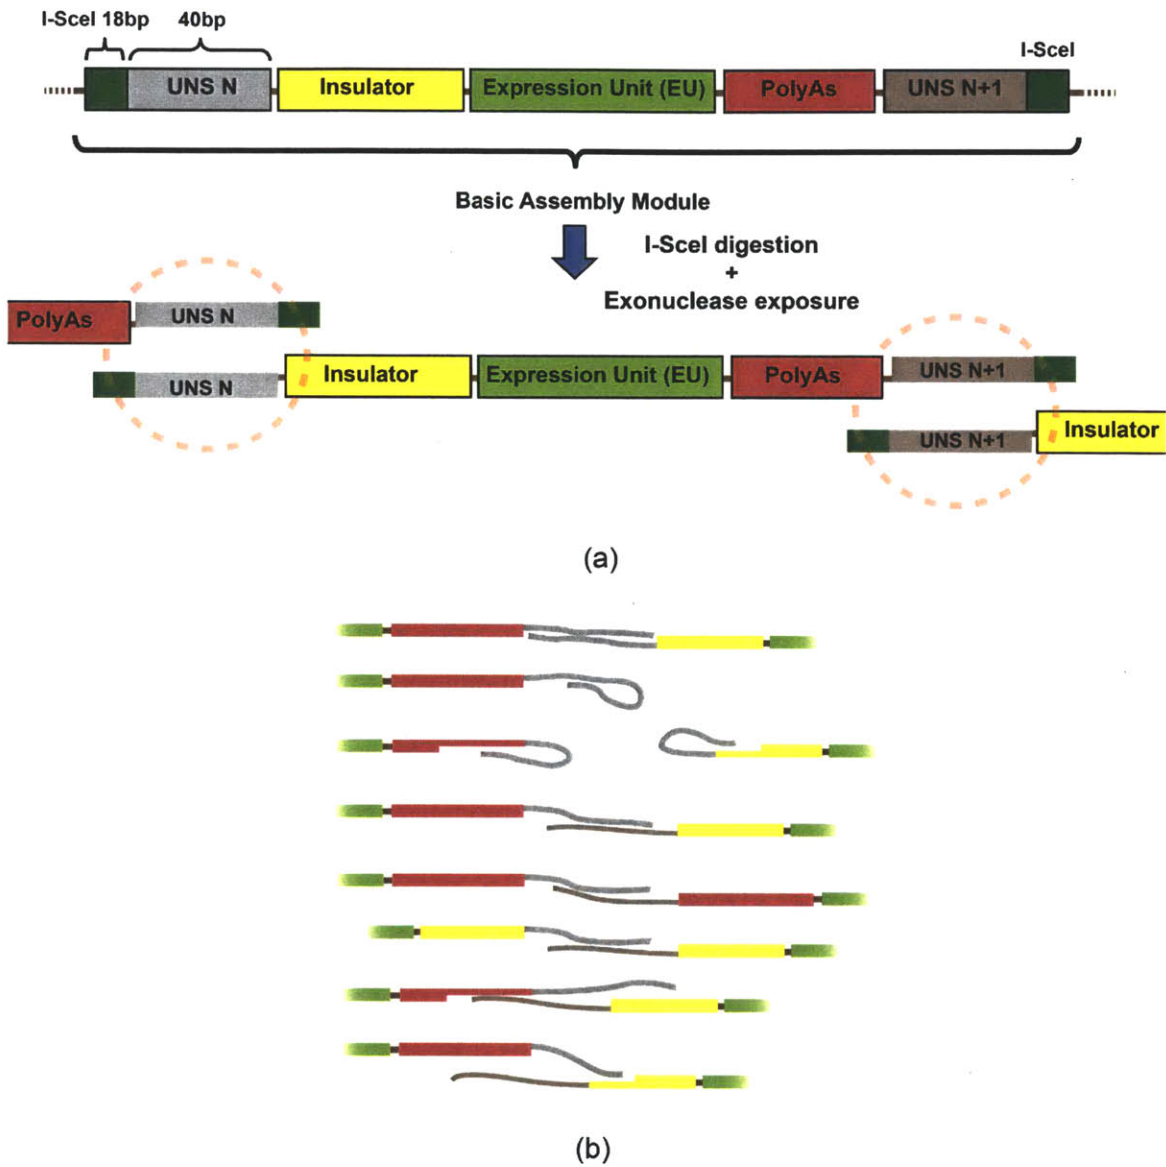 I-SceI 18bp 40bp
I-SceI
UNS N Insulator Expression Unit (EU) PolyAs UNS N+1
Basic Assembly Module
I-SceI digestion
+
Exonuclease exposure
PolyAs UNS N
UNS N Insulator Expression Unit (EU) PolyAs UNS N+1
UNS N+1 Insulator
(a)
(b)